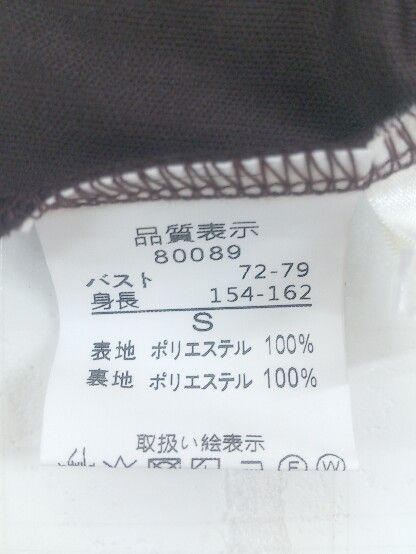 品質表示
80089
バスト 72-79
身長 154-162
S
表地 ポリエステル 100%
裏地 ポリエステル 100%
取扱い絵表示
F W